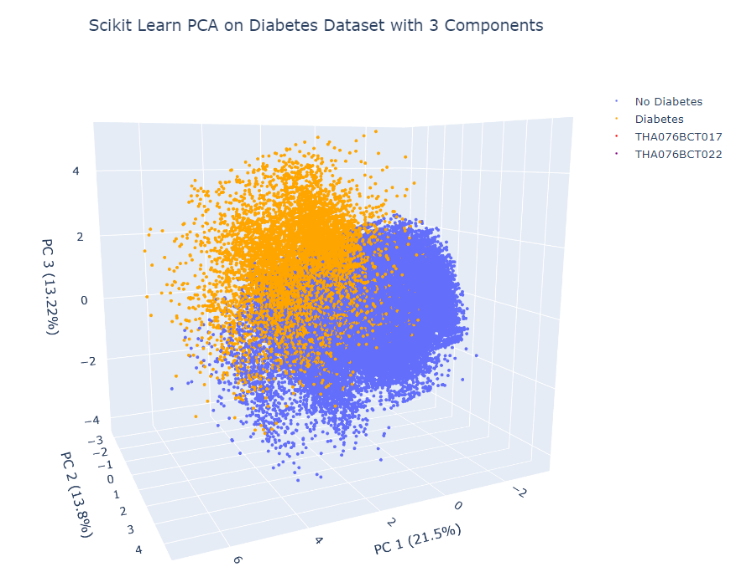 Scikit Learn PCA on Diabetes Dataset with 3 Components
No Diabetes
Diabetes
THA076BCT017
THA076BCT022
4
2
0
−2
−4
PC 3 (13.22%)
−3
−2
−1
0
1
2
3
4
PC 2 (13.8%)
6
4
2
0
−2
PC 1 (21.5%)